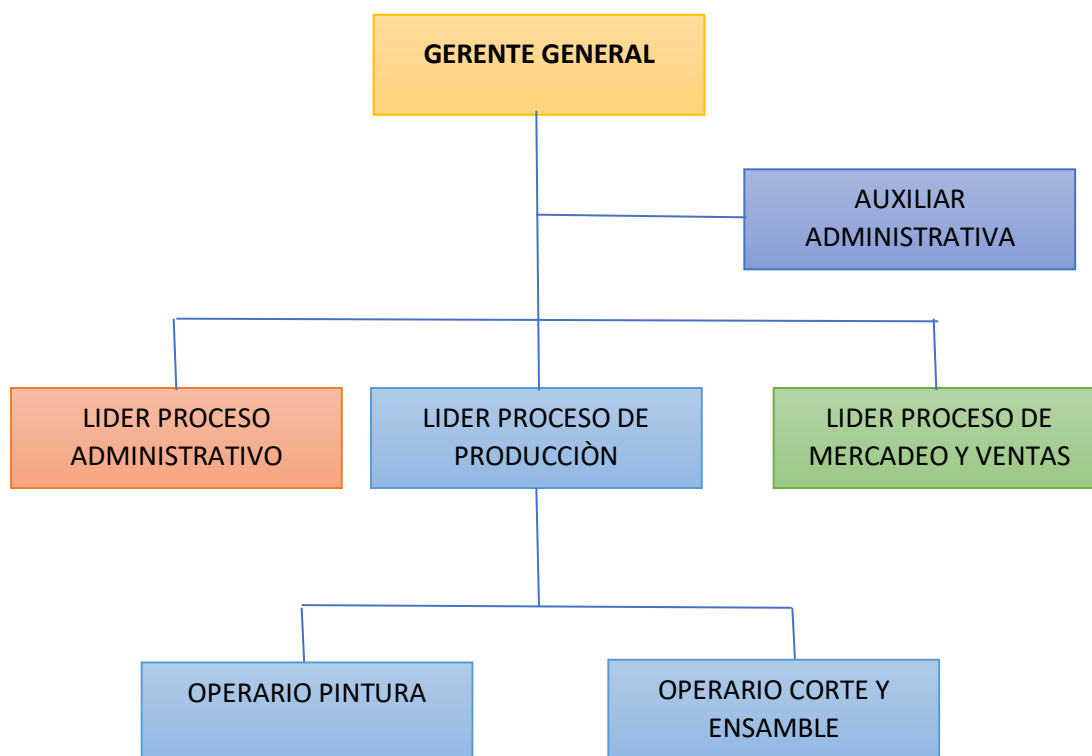 GERENTE GENERAL
AUXILIAR
ADMINISTRATIVA
LIDER PROCESO
ADMINISTRATIVO
LIDER PROCESO DE
PRODUCCIÒN
LIDER PROCESO DE
MERCADEO Y VENTAS
OPERARIO PINTURA
OPERARIO CORTE Y
ENSAMBLE